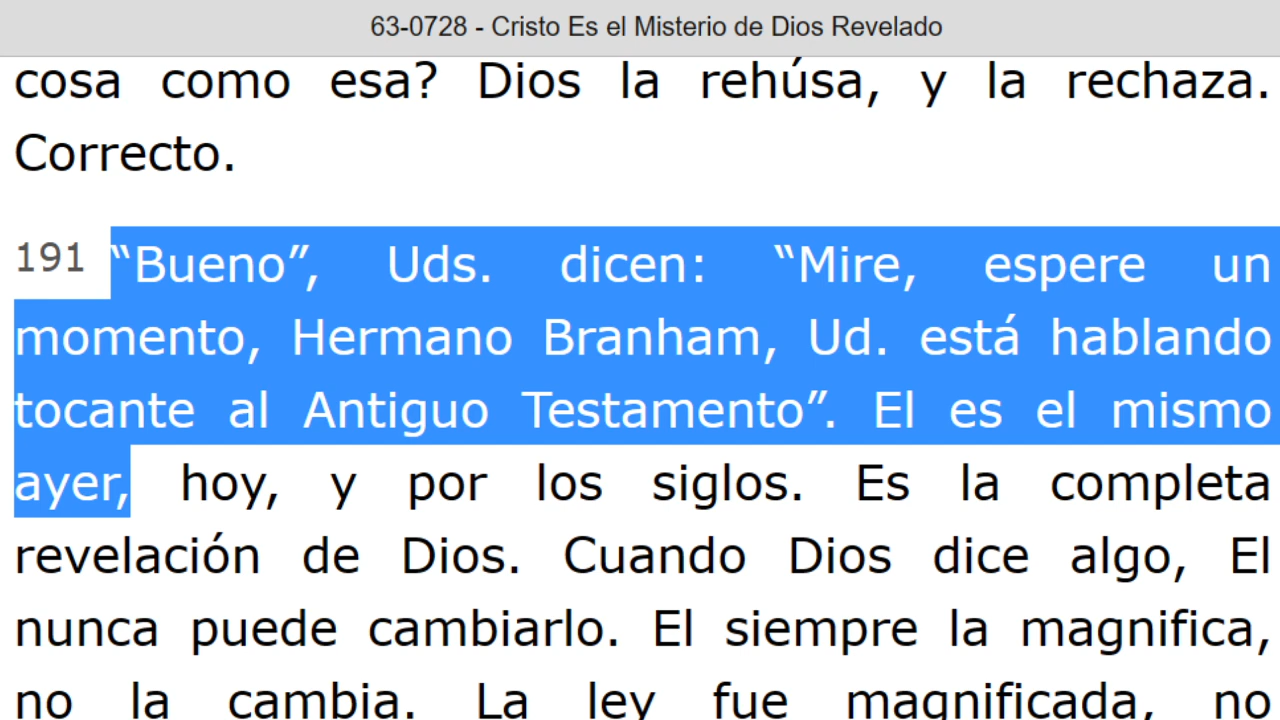 63-0728 - Cristo Es el Misterio de Dios Revelado
cosa como esa? Dios la rehúsa, y la rechaza.
Correcto.
191 “Bueno”, Uds. dicen: “Mire, espere un
momento, Hermano Branham, Ud. está hablando
tocante al Antiguo Testamento”. El es el mismo
ayer, hoy, y por los siglos. Es la completa
revelación de Dios. Cuando Dios dice algo, El
nunca puede cambiarlo. El siempre la magnifica,
no la cambia. La ley fue magnificada, no